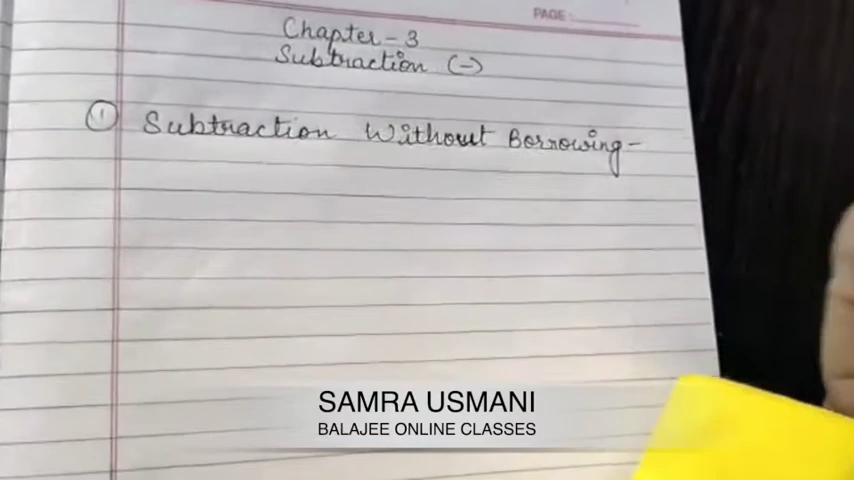 PAGE :
Chapter - 3
Subtraction (-)
① Subtraction Without Borrowing -
SAMRA USMANI
BALAJEE ONLINE CLASSES